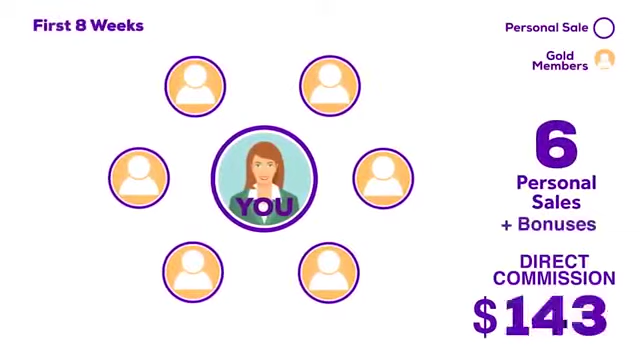 First 8 Weeks
Personal Sale
Gold
Members
YOU
6
Personal
Sales
+ Bonuses
DIRECT
COMMISSION
$143